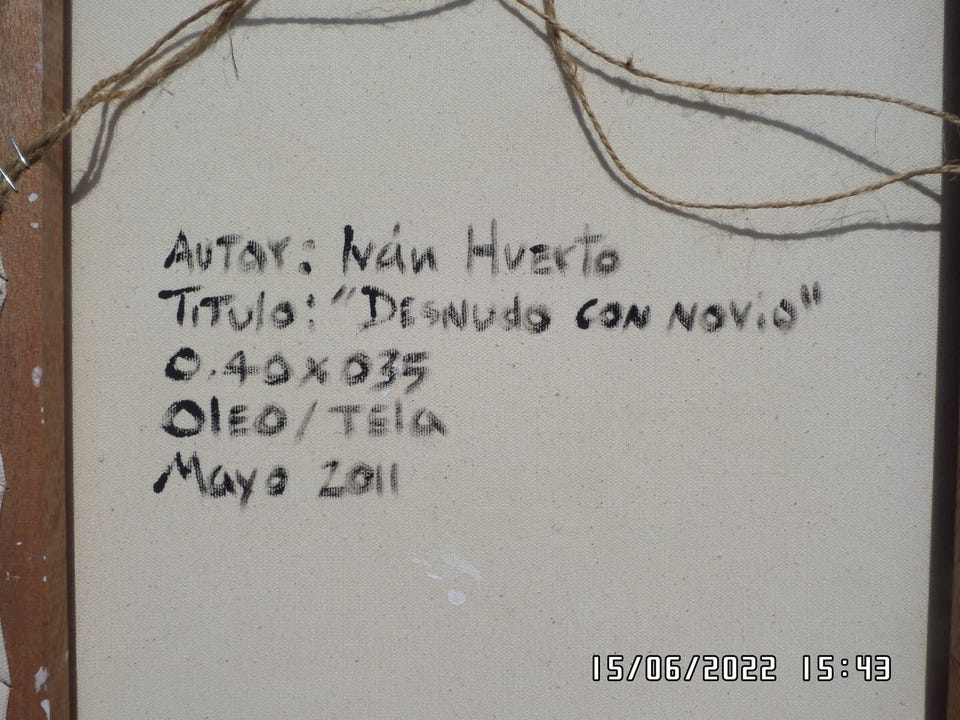 Autor: Iván Huerto
Titulo: "Desnudo con novio"
0.40x035
Oleo/Tela
Mayo 2011
15/06/2022 15:43